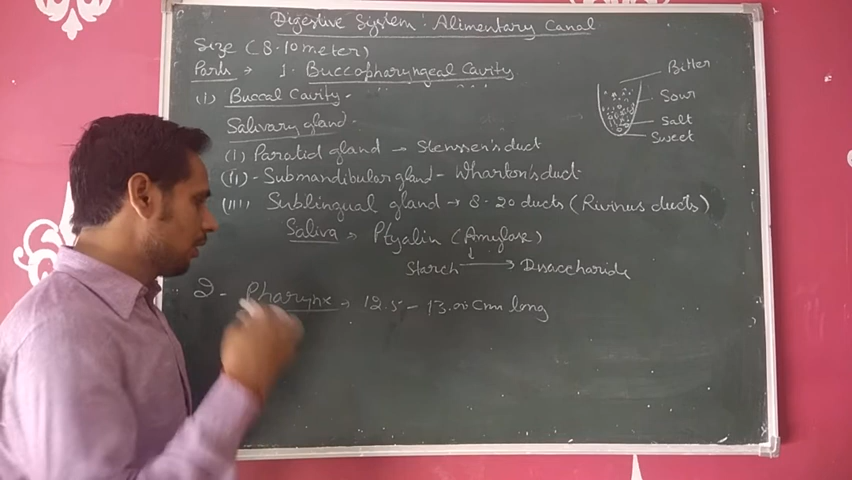 Digestive System : Alimentary Canal
Size (8-10 meter)
Parts → 1. Buccopharyngeal Cavity
(i) Buccal Cavity -
Salivary gland -
(i) Paratid gland → Stenssen's duct
(ii) - Submandibular gland - Wharton's duct
(iii) Sublingual gland → 8-20 ducts (Rivinus ducts)
Saliva → Ptyalin (Amylase)
Starch → Disaccharide
2 - Pharynx → 12.5 - 13.00 Cm long
Bitter
Sour
Salt
Sweet